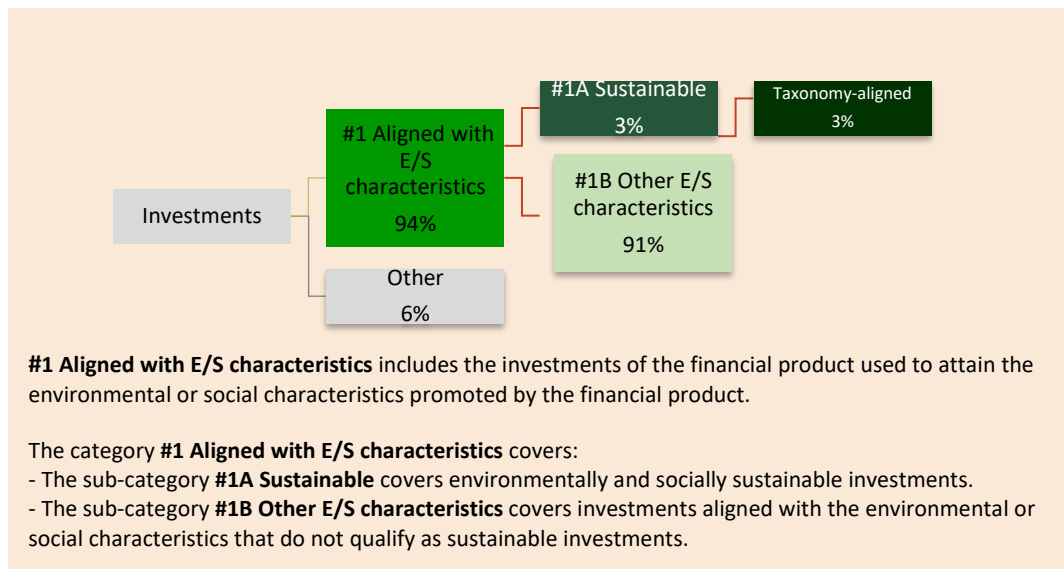 #1A Sustainable
3%
Taxonomy-aligned
3%
#1 Aligned with
E/S
characteristics
94%
#1B Other E/S
characteristics
91%
Investments
Other
6%
#1 Aligned with E/S characteristics includes the investments of the financial product used to attain the
environmental or social characteristics promoted by the financial product.
The category #1 Aligned with E/S characteristics covers:
- The sub-category #1A Sustainable covers environmentally and socially sustainable investments.
- The sub-category #1B Other E/S characteristics covers investments aligned with the environmental or
social characteristics that do not qualify as sustainable investments.